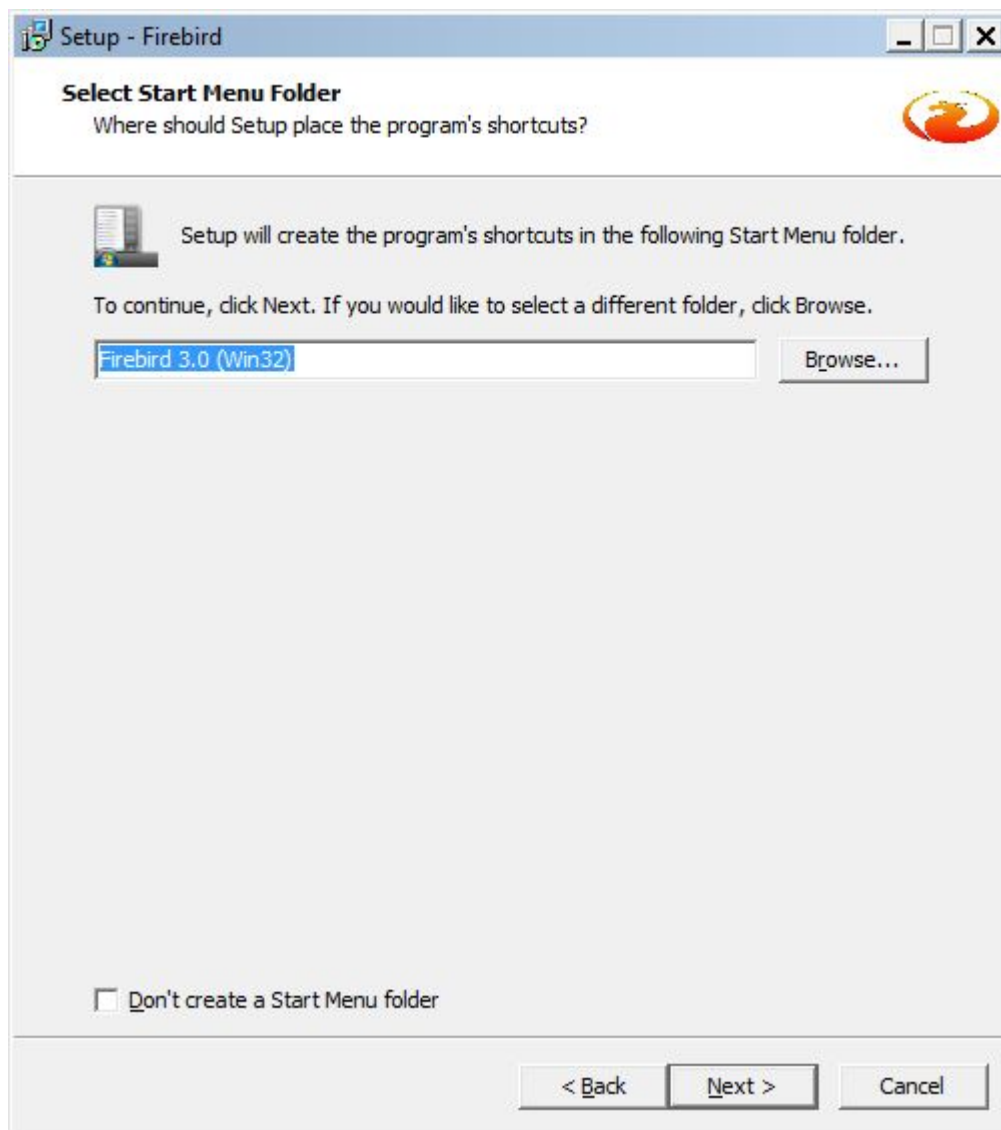 Setup - Firebird
Select Start Menu Folder
Where should Setup place the program's shortcuts?
Setup will create the program's shortcuts in the following Start Menu folder.
To continue, click Next. If you would like to select a different folder, click Browse.
Firebird 3.0 (Win32)
Browse...
Don't create a Start Menu folder
< Back
Next >
Cancel